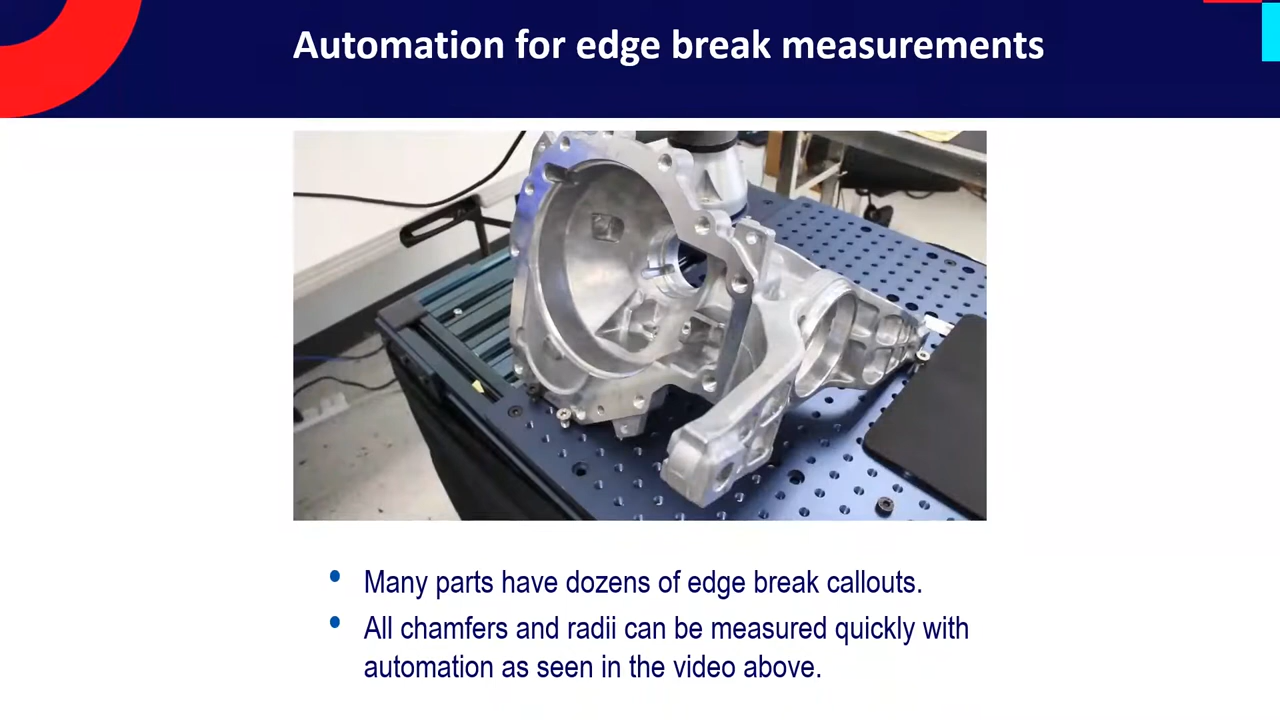 Automation for edge break measurements
• Many parts have dozens of edge break callouts.
• All chamfers and radii can be measured quickly with
automation as seen in the video above.